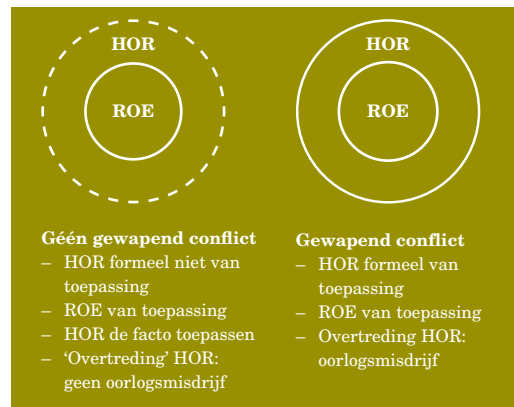 HOR
ROE
Géén gewapend conflict
– HOR formeel niet van
toepassing
– ROE van toepassing
– HOR de facto toepassen
– ‘Overtreding’ HOR:
geen oorlogsmisdrijf
HOR
ROE
Gewapend conflict
– HOR formeel van
toepassing
– ROE van toepassing
– Overtreding HOR:
oorlogsmisdrijf